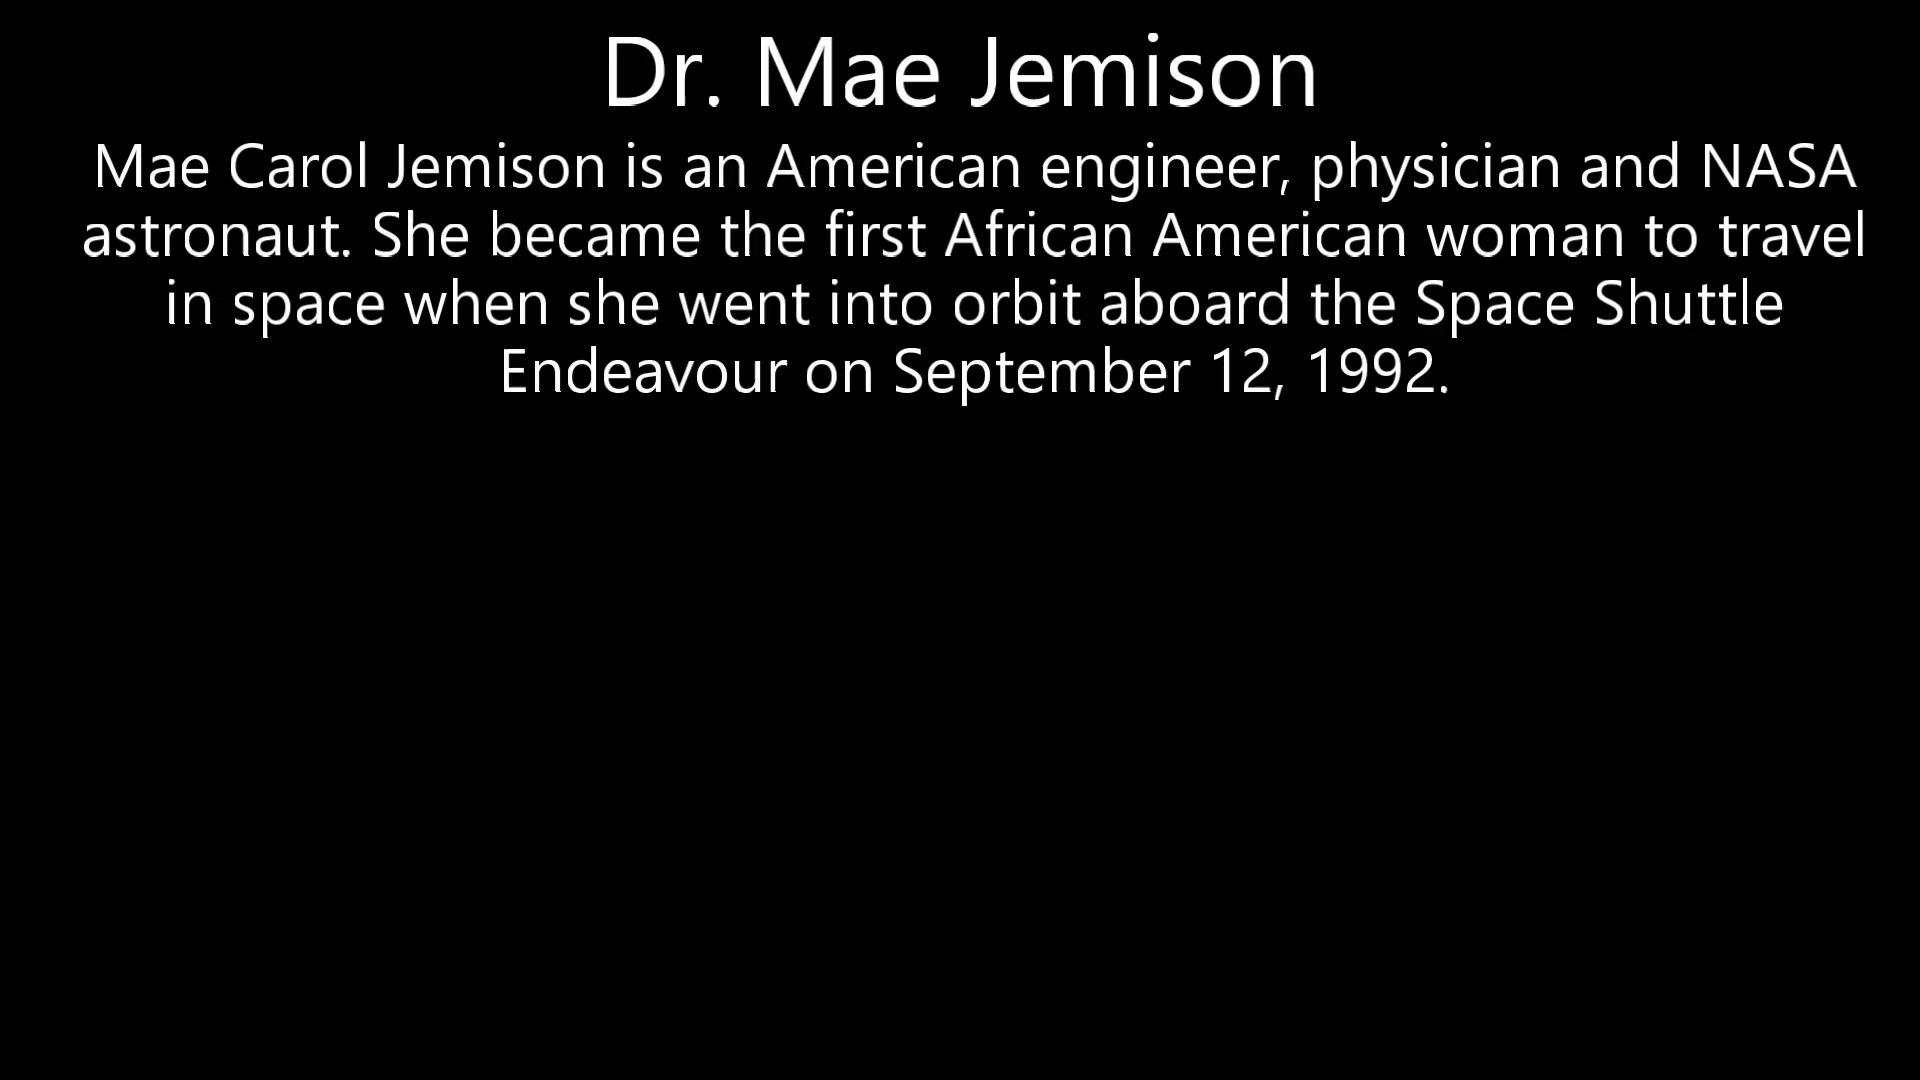 Dr. Mae Jemison
Mae Carol Jemison is an American engineer, physician and NASA
astronaut. She became the first African American woman to travel
in space when she went into orbit aboard the Space Shuttle
Endeavour on September 12, 1992.